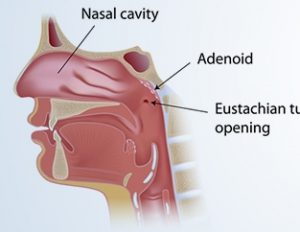 Nasal cavity
Adenoid
Eustachian tu
opening